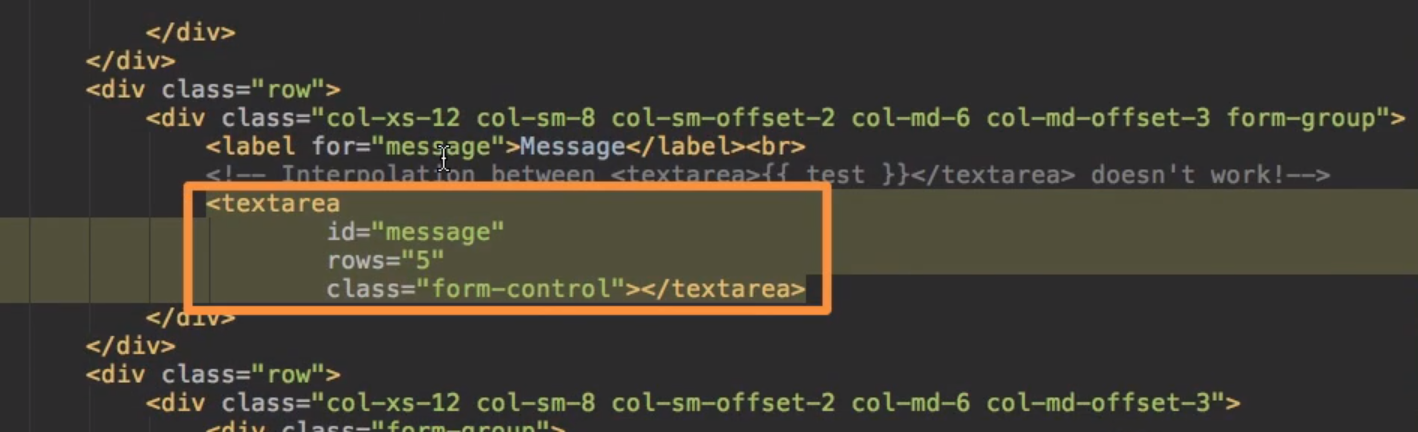 </div>
</div>
<div class="row">
<div class="col-xs-12 col-sm-8 col-sm-offset-2 col-md-6 col-md-offset-3 form-group">
<label for="message">Message</label><br>
<!-- Interpolation between <textarea>{{ test }}</textarea> doesn't work!-->
<textarea
id="message"
rows="5"
class="form-control"></textarea>
</div>
</div>
<div class="row">
<div class="col-xs-12 col-sm-8 col-sm-offset-2 col-md-6 col-md-offset-3">
<div class="form-group">